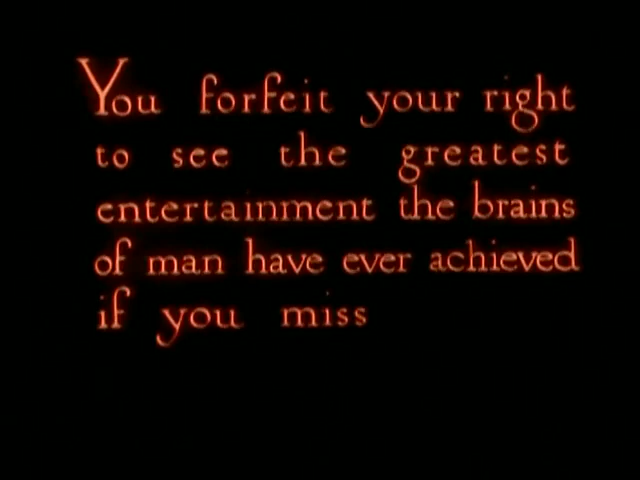 You forfeit your right
to see the greatest
entertainment the brains
of man have ever achieved
if you miss